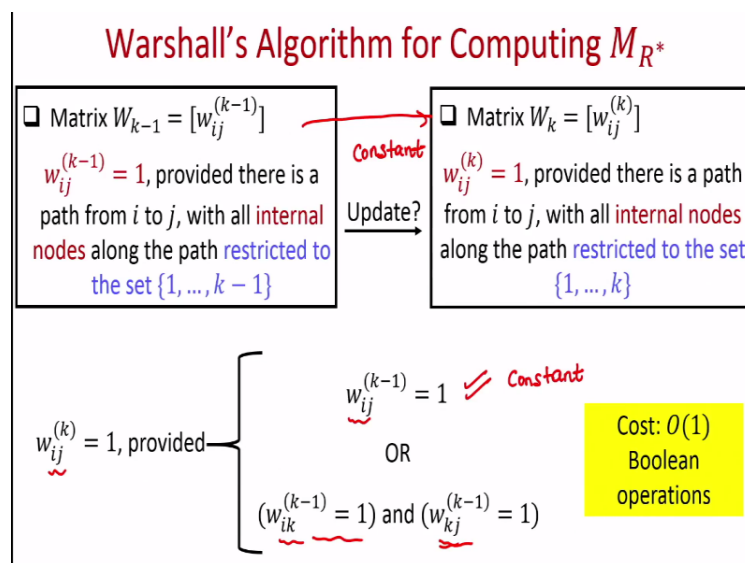 Warshall's Algorithm for Computing $M_{R^*}$
❑ Matrix $W_{k-1} = [w_{ij}^{(k-1)}]$
$w_{ij}^{(k-1)} = 1$, provided there is a
path from $i$ to $j$, with all internal
nodes along the path restricted to
the set $\{1, \ldots, k-1\}$
Constant
Update?
❑ Matrix $W_k = [w_{ij}^{(k)}]$
$w_{ij}^{(k)} = 1$, provided there is a path
from $i$ to $j$, with all internal nodes
along the path restricted to the set
$\{1, \ldots, k\}$
$w_{ij}^{(k)} = 1$, provided
$w_{ij}^{(k-1)} = 1$ Constant
OR
$(w_{ik}^{(k-1)} = 1)$ and $(w_{kj}^{(k-1)} = 1)$
Cost: $O(1)$
Boolean
operations